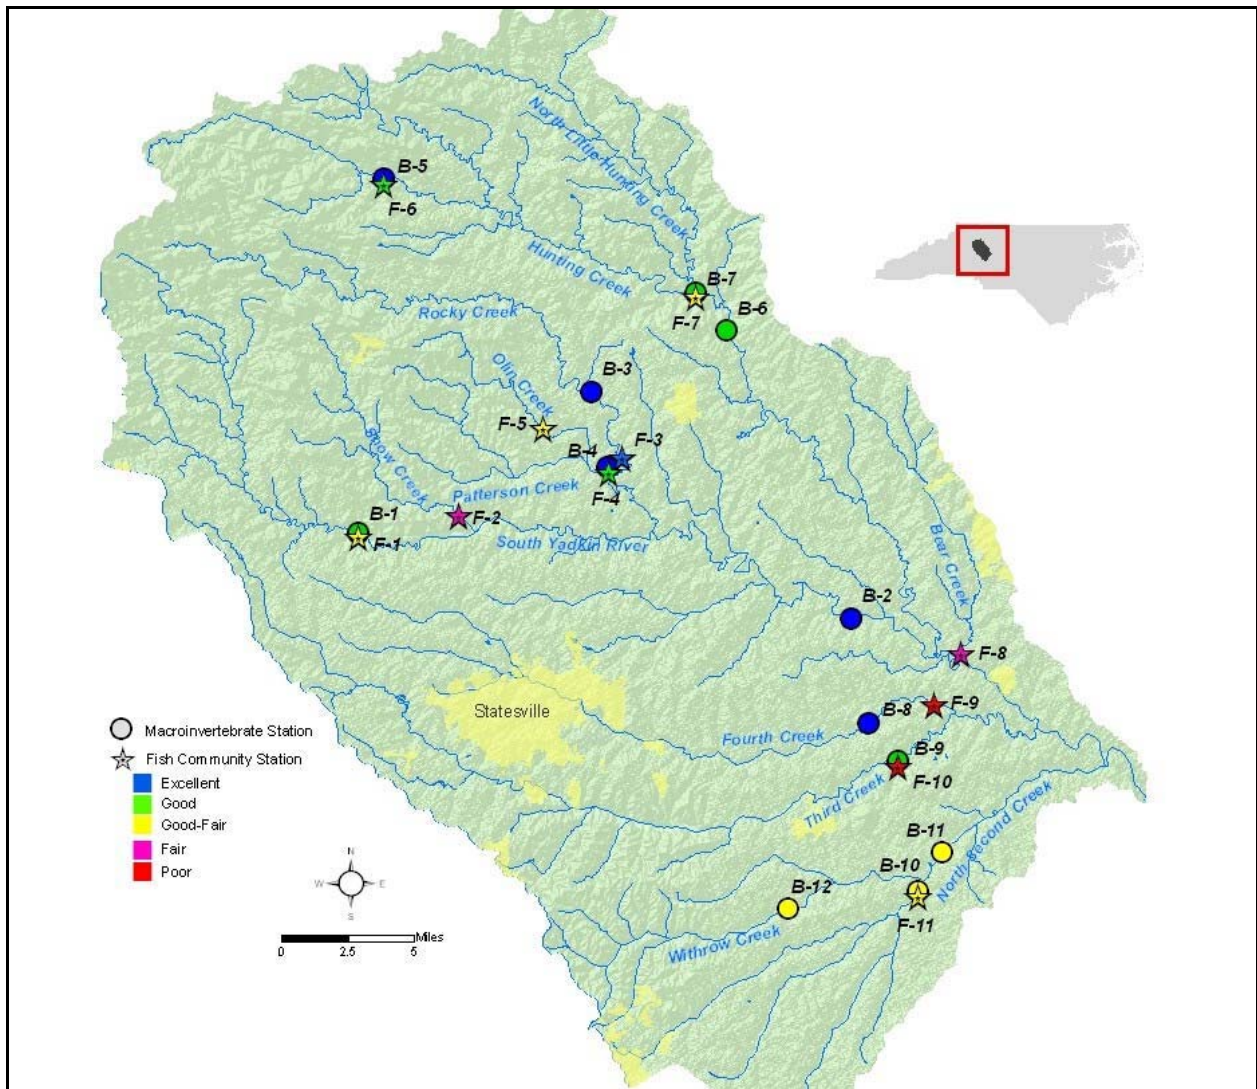 North Little Hunting Creek
B-5
F-6
Hunting Creek
B-7
F-7
B-6
Rocky Creek
B-3
Olin Creek
F-5
F-3
B-4
F-4
Snow Creek
Patterson Creek
B-1
F-1
F-2
South Yadkin River
Bear Creek
B-2
F-8
Statesville
F-9
B-8
Fourth Creek
B-9
F-10
Third Creek
North Second Creek
B-11
B-10
B-12
F-11
Withrow Creek
Macroinvertebrate Station
Fish Community Station
Excellent
Good
Good-Fair
Fair
Poor
N
W
E
S
Miles
0 2.5 5